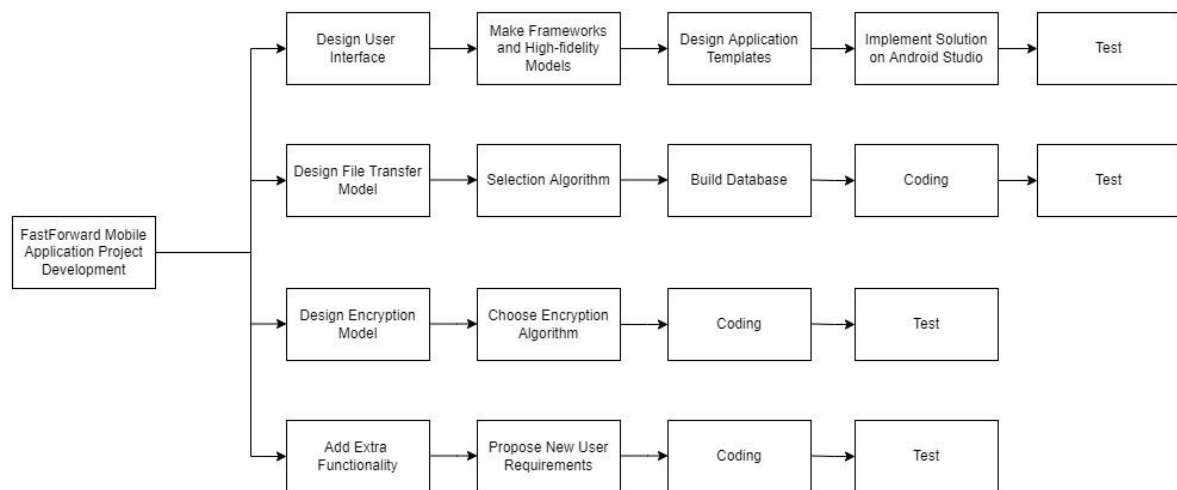 Design User
Interface
Make Frameworks
and High-fidelity
Models
Design Application
Templates
Implement Solution
on Android Studio
Test
Design File Transfer
Model
Selection Algorithm
Build Database
Coding
Test
FastForward Mobile
Application Project
Development
Design Encryption
Model
Choose Encryption
Algorithm
Coding
Test
Add Extra
Functionality
Propose New User
Requirements
Coding
Test